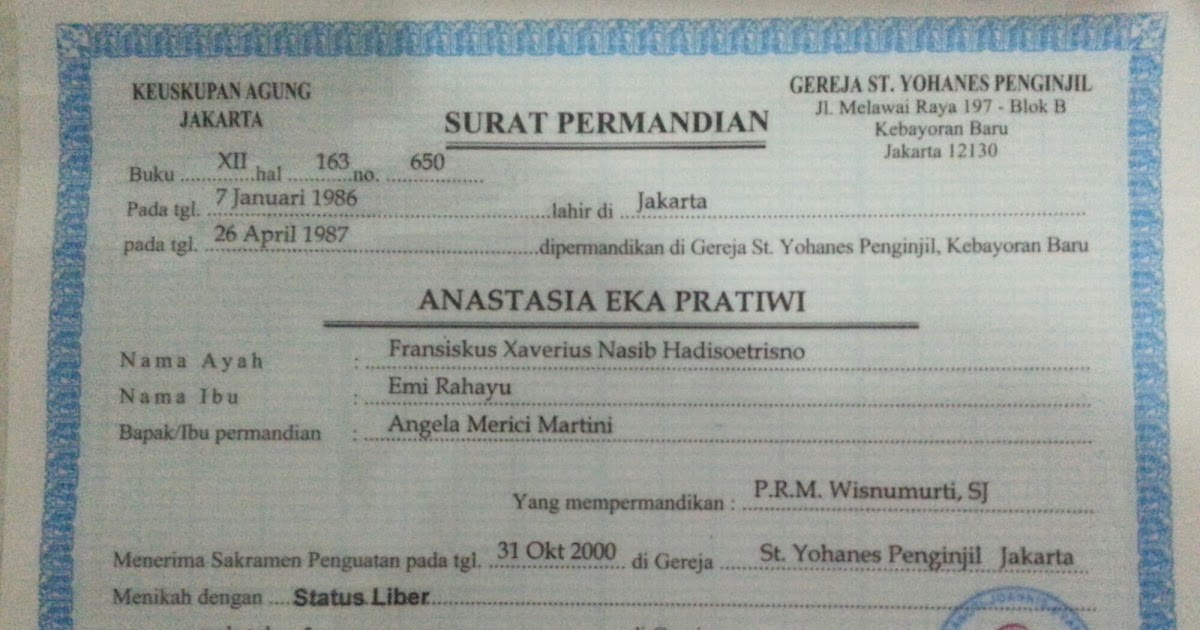 KEUSKUPAN AGUNG
JAKARTA
GEREJA ST. YOHANES PENGINJIL
Jl. Melawai Raya 197 - Blok B
Kebayoran Baru
Jakarta 12130
SURAT PERMANDIAN
Buku XII hal 163 no. 650
Pada tgl. 7 Januari 1986 lahir di Jakarta
pada tgl. 26 April 1987 dipermandikan di Gereja St. Yohanes Penginjil, Kebayoran Baru
ANASTASIA EKA PRATIWI
Nama Ayah : Fransiskus Xaverius Nasib Hadisoetrisno
Nama Ibu : Emi Rahayu
Bapak/Ibu permandian : Angela Merici Martini
Yang mempermandikan : P.R.M. Wisnumurti, SJ
Menerima Sakramen Penguatan pada tgl. 31 Okt 2000 di Gereja St. Yohanes Penginjil Jakarta
Menikah dengan Status Liber